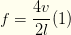 f = \frac{4v}{2l}(1)